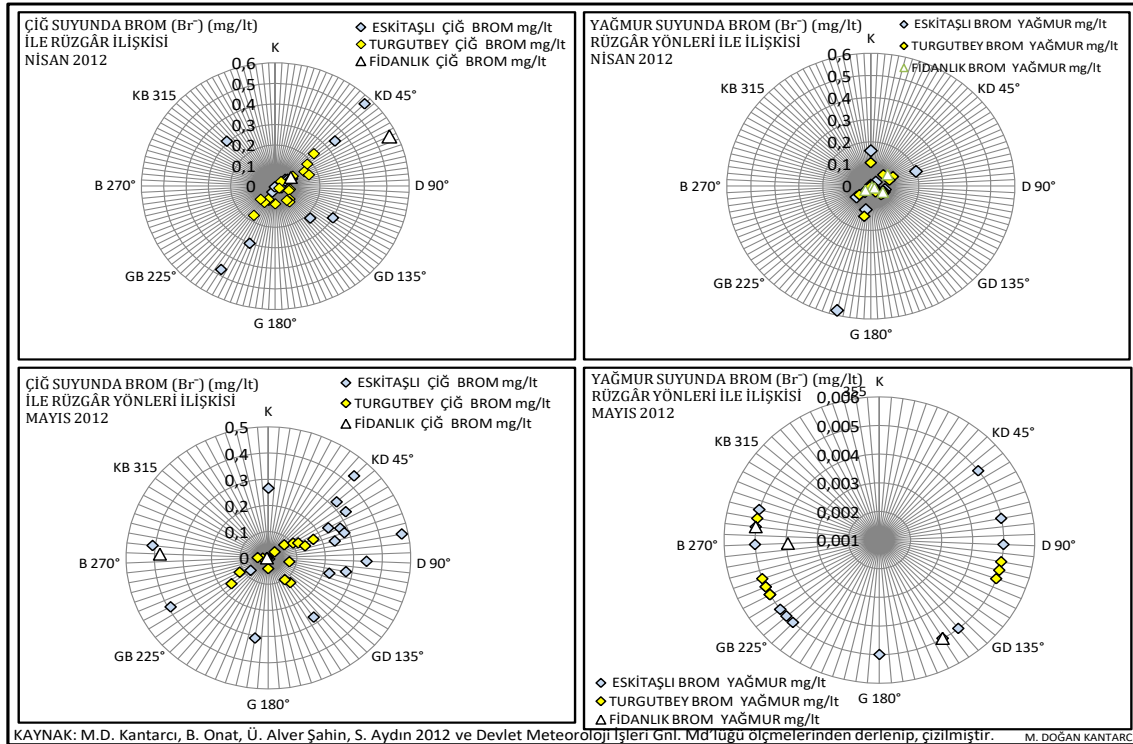 ÇİĞ SUYUNDA BROM (Br⁻) (mg/lt)
İLE RÜZGÂR İLİŞKİSİ
NİSAN 2012
ESKİTAŞLI ÇİĞ BROM mg/lt
TURGUTBEY ÇİĞ BROM mg/lt
FİDANLIK ÇİĞ BROM mg/lt
K
0,6
0,5
0,4
0,3
0,2
0,1
0
KD 45°
D 90°
GD 135°
G 180°
GB 225°
B 270°
KB 315
YAĞMUR SUYUNDA BROM (Br⁻) (mg/lt)
RÜZGAR YÖNLERİ İLE İLİŞKİSİ
NİSAN 2012
ESKİTAŞLI BROM YAĞMUR mg/lt
TURGUTBEY BROM YAĞMUR mg/lt
FİDANLIK BROM YAĞMUR mg/lt
K
0,6
0,5
0,4
0,3
0,2
0,1
0
KD 45°
D 90°
GD 135°
G 180°
GB 225°
B 270°
KB 315
ÇİĞ SUYUNDA BROM (Br⁻) (mg/lt)
İLE RÜZGAR YÖNLERİ İLİŞKİSİ
MAYIS 2012
ESKİTAŞLI ÇİĞ BROM mg/lt
TURGUTBEY ÇİĞ BROM mg/lt
FİDANLIK ÇİĞ BROM mg/lt
K
0,5
0,4
0,3
0,2
0,1
0
KD 45°
D 90°
GD 135°
G 180°
GB 225°
B 270°
KB 315
YAĞMUR SUYUNDA BROM (Br⁻) (mg/lt)
RÜZGAR YÖNLERİ İLE İLİŞKİSİ
MAYIS 2012
K
355
0,006
0,005
0,004
0,003
0,002
0,001
KD 45°
D 90°
GD 135°
G 180°
GB 225°
B 270°
KB 315
ESKİTAŞLI BROM YAĞMUR mg/lt
TURGUTBEY BROM YAĞMUR mg/lt
FİDANLIK BROM YAĞMUR mg/lt
KAYNAK: M.D. Kantarcı, B. Onat, Ü. Alver Şahin, S. Aydın 2012 ve Devlet Meteoroloji İşleri Gnl. Md'lüğü ölçmelerinden derlenip, çizilmiştir.
M. DOĞAN KANTARC